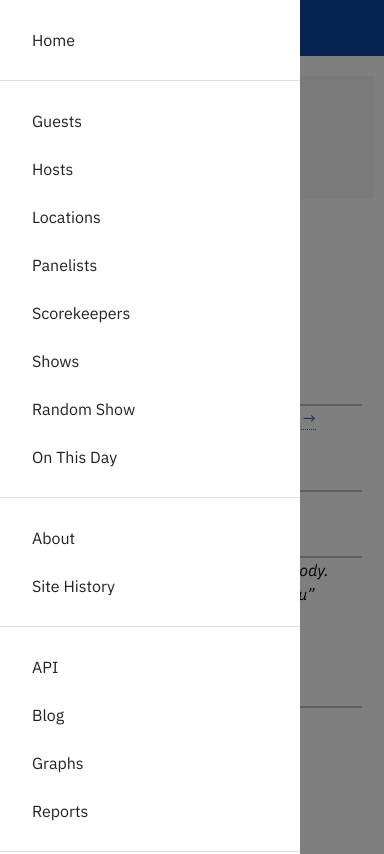 Home
Guests
Hosts
Locations
Panelists
Scorekeepers
Shows
Random Show
→
On This Day
About
ody.
Site History
u”
API
Blog
Graphs
Reports